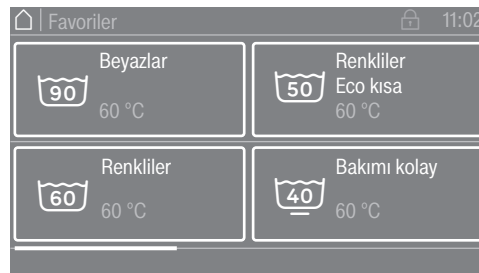 Favoriler 11:02
Beyazlar
90
60 °C
Renkliler
Eco kısa
50
60 °C
Renkliler
60
60 °C
Bakımı kolay
40
60 °C